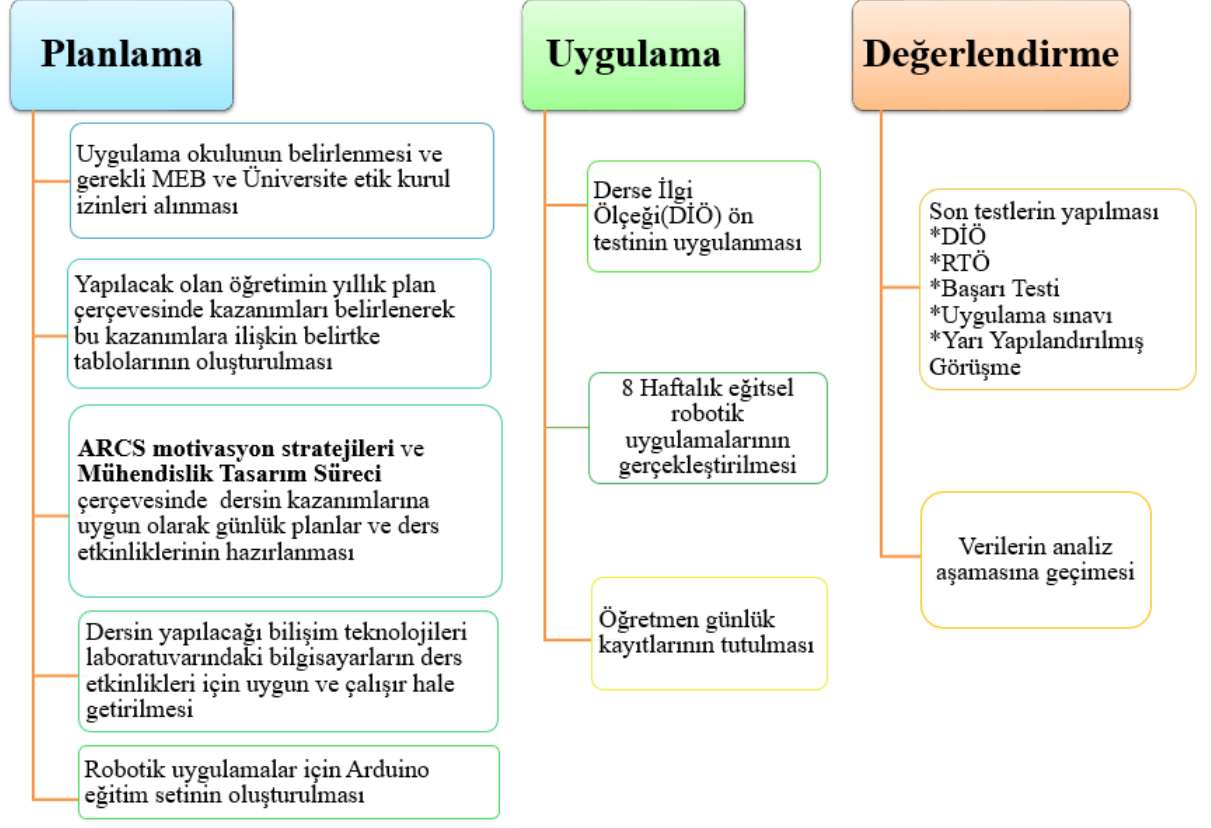 Planlama
Uygulama okulunun belirlenmesi ve
gerekli MEB ve Üniversite etik kurul
izinleri alınması
Yapılacak olan öğretimin yıllık plan
çerçevesinde kazanımları belirlenerek
bu kazanımlara ilişkin belirtke
tablolarının oluşturulması
ARCS motivasyon stratejileri ve
Mühendislik Tasarım Süreci
çerçevesinde dersin kazanımlarına
uygun olarak günlük planlar ve ders
etkinliklerinin hazırlanması
Dersin yapılacağı bilişim teknolojileri
laboratuvarındaki bilgisayarların ders
etkinlikleri için uygun ve çalışır hale
getirilmesi
Robotik uygulamalar için Arduino
eğitim setinin oluşturulması
Uygulama
Derse İlgi
Ölçeği(DİÖ) ön
testinin uygulanması
8 Haftalık eğitsel
robotik
uygulamalarının
gerçekleştirilmesi
Öğretmen günlük
kayıtlarının tutulması
Değerlendirme
Son testlerin yapılması
*DİÖ
*RTÖ
*Başarı Testi
*Uygulama sınavı
*Yarı Yapılandırılmış
Görüşme
Verilerin analiz
aşamasına geçimesi